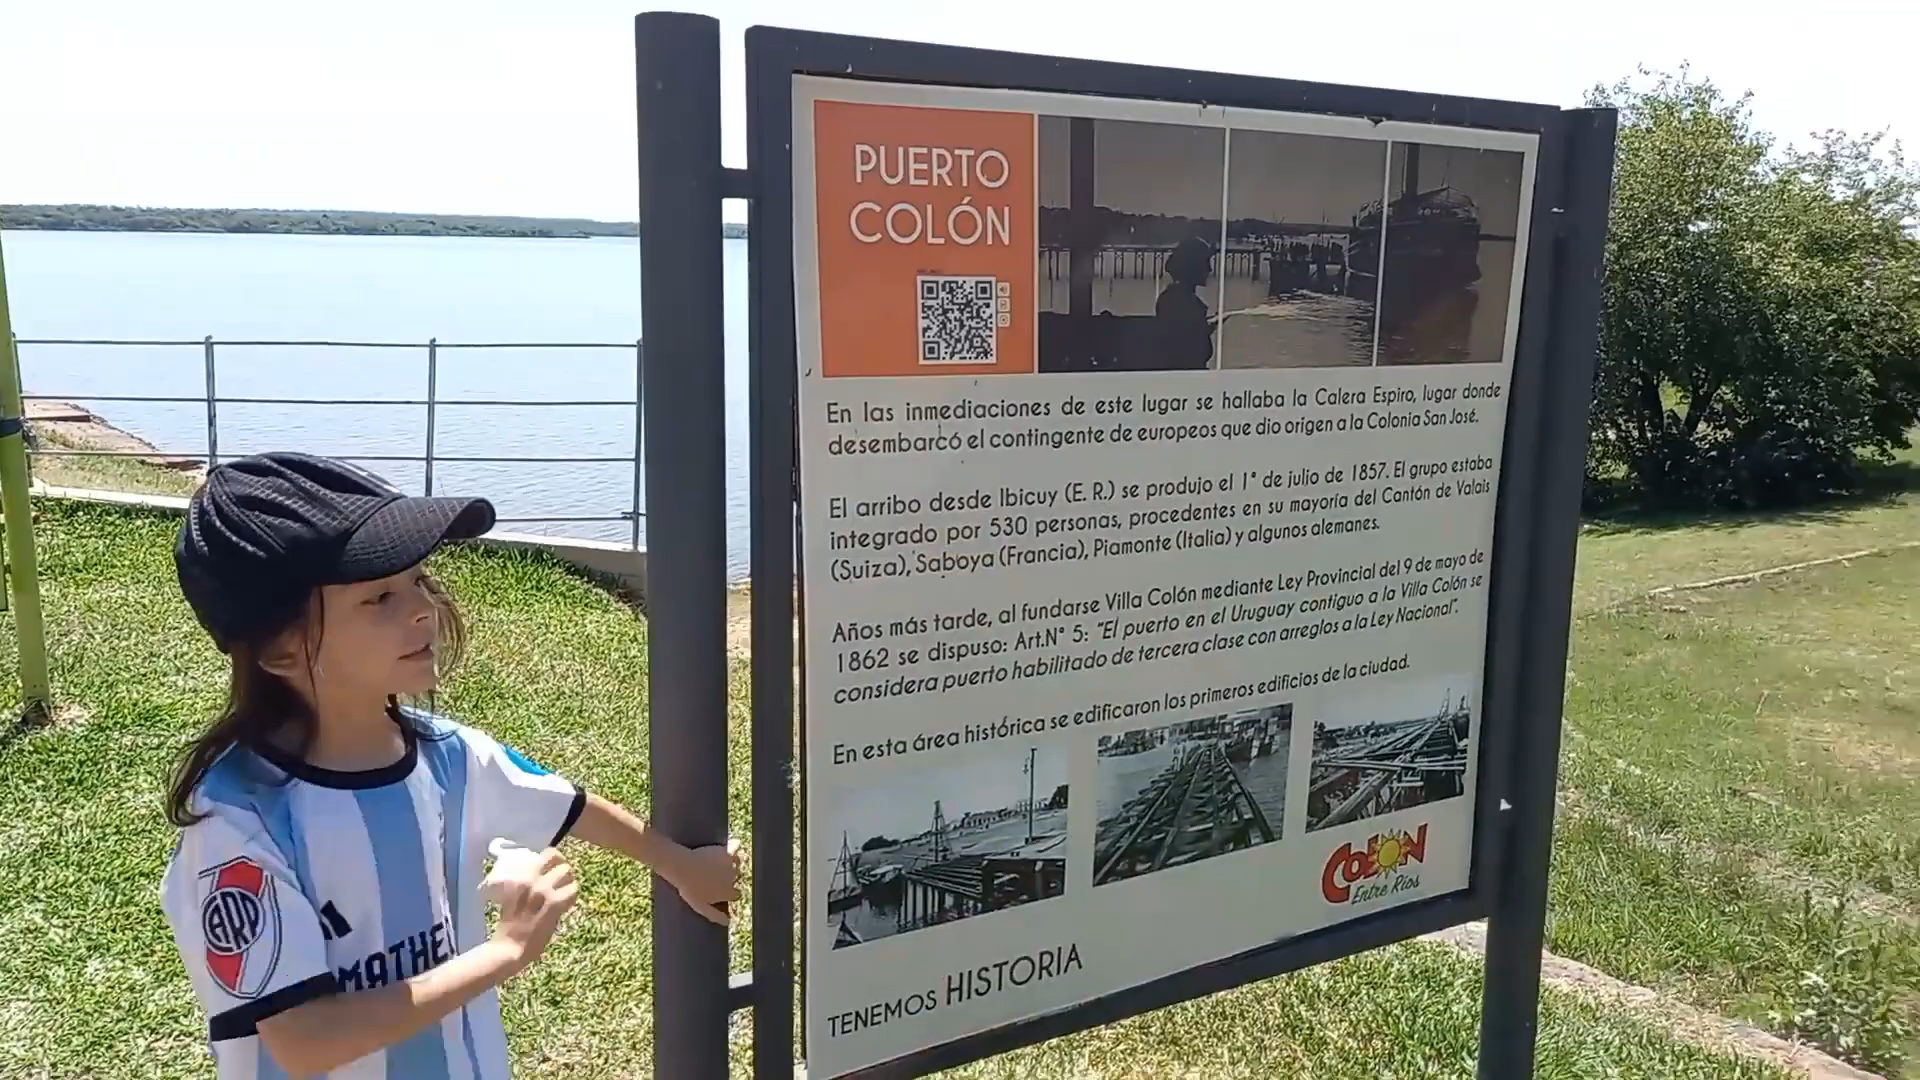 PUERTO
COLÓN
En las inmediaciones de este lugar se hallaba la Calera Espiro, lugar donde
desembarcó el contingente de europeos que dio origen a la Colonia San José.
El arribo desde Ibicuy (E. R.) se produjo el 1° de julio de 1857. El grupo estaba
integrado por 530 personas, procedentes en su mayoría del Cantón de Valais
(Suiza), Saboya (Francia), Piamonte (Italia) y algunos alemanes.
Años más tarde, al fundarse Villa Colón mediante Ley Provincial del 9 de mayo de
1862 se dispuso: Art.N° 5: "El puerto en el Uruguay contiguo a la Villa Colón se
considera puerto habilitado de tercera clase con arreglos a la Ley Nacional".
En esta área histórica se edificaron los primeros edificios de la ciudad.
COLON
Entre Ríos
TENEMOS HISTORIA
CARP
MATHE